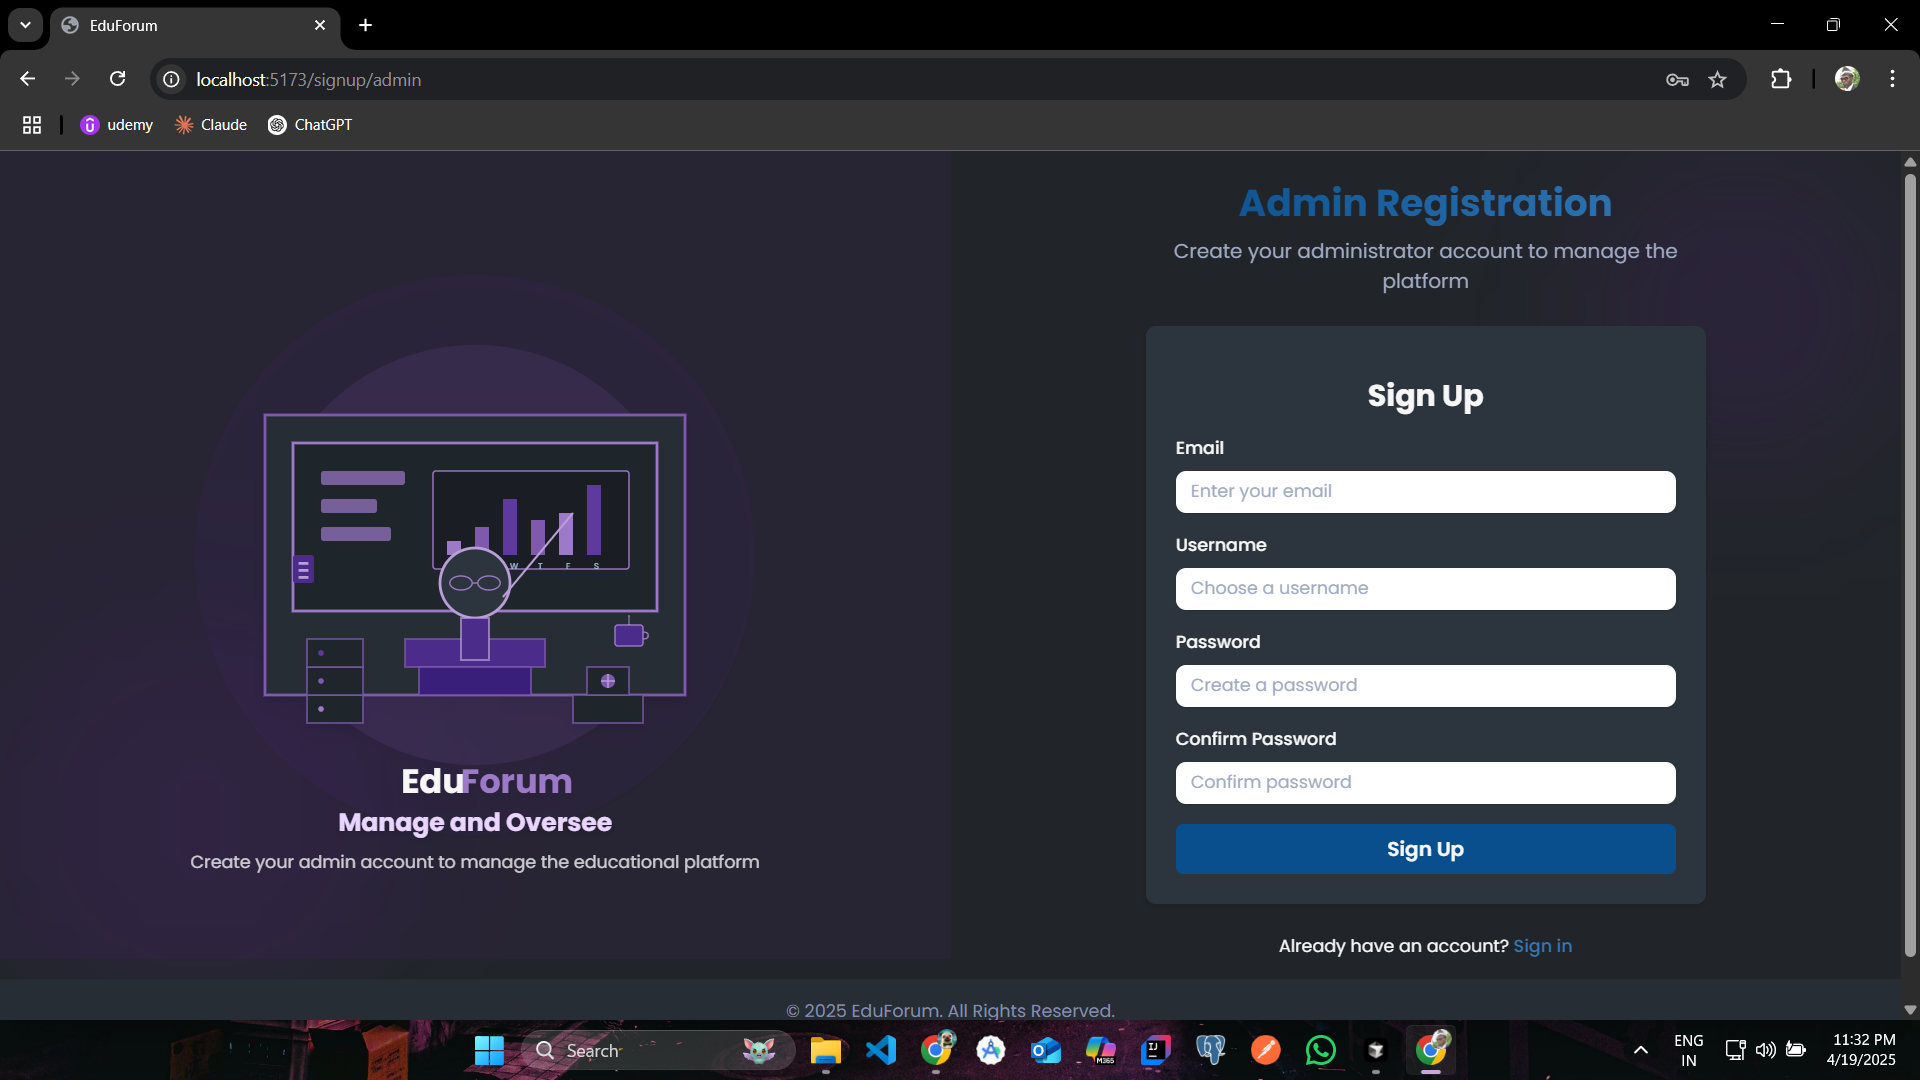 EduForum
localhost:5173/signup/admin
udemy
Claude
ChatGPT
Admin Registration
Create your administrator account to manage the
platform
Sign Up
Email
Enter your email
Username
Choose a username
Password
Create a password
Confirm Password
Confirm password
Sign Up
Already have an account? Sign in
W T F S
EduForum
Manage and Oversee
Create your admin account to manage the educational platform
© 2025 EduForum. All Rights Reserved.
Search
M365
IJ
ENG
IN
11:32 PM
4/19/2025